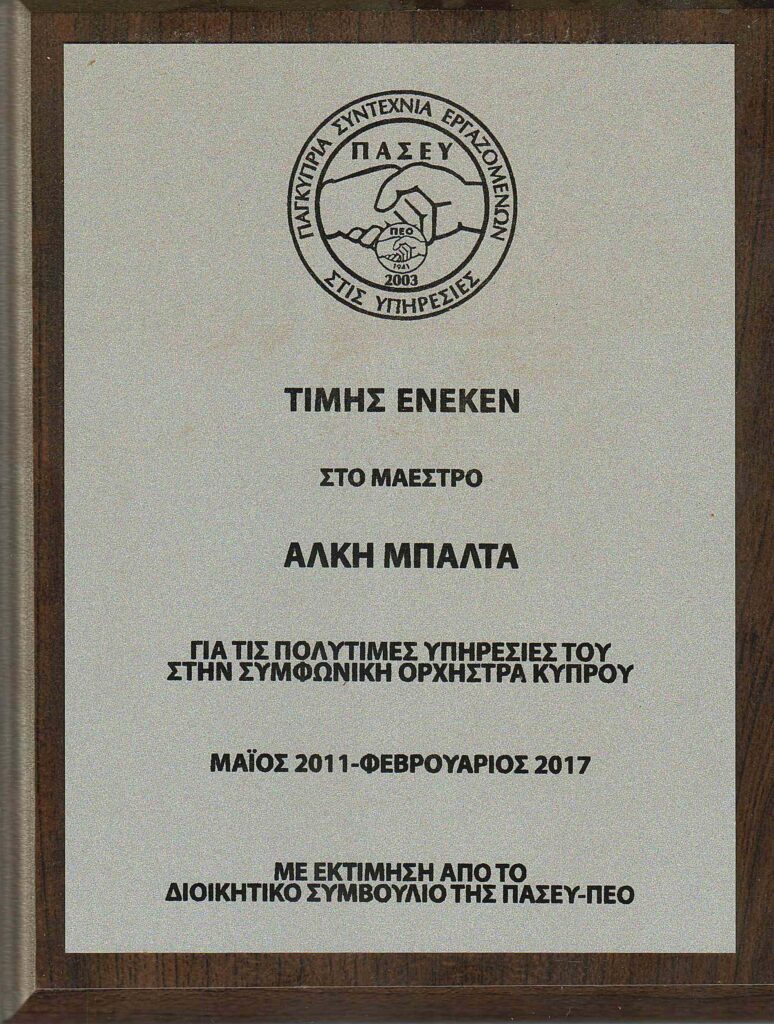 ΠΑΓΚΥΠΡΙΑ ΣΥΝΤΕΧΝΙΑ ΕΡΓΑΖΟΜΕΝΩΝ
ΣΤΙΣ ΥΠΗΡΕΣΙΕΣ
ΠΑΣΕΥ
ΠΕΟ
1941
2003
ΤΙΜΗΣ ΕΝΕΚΕΝ
ΣΤΟ ΜΑΕΣΤΡΟ
ΑΛΚΗ ΜΠΑΛΤΑ
ΓΙΑ ΤΙΣ ΠΟΛΥΤΙΜΕΣ ΥΠΗΡΕΣΙΕΣ ΤΟΥ
ΣΤΗΝ ΣΥΜΦΩΝΙΚΗ ΟΡΧΗΣΤΡΑ ΚΥΠΡΟΥ
ΜΑΪΟΣ 2011-ΦΕΒΡΟΥΑΡΙΟΣ 2017
ΜΕ ΕΚΤΙΜΗΣΗ ΑΠΟ ΤΟ
ΔΙΟΙΚΗΤΙΚΟ ΣΥΜΒΟΥΛΙΟ ΤΗΣ ΠΑΣΕΥ-ΠΕΟ